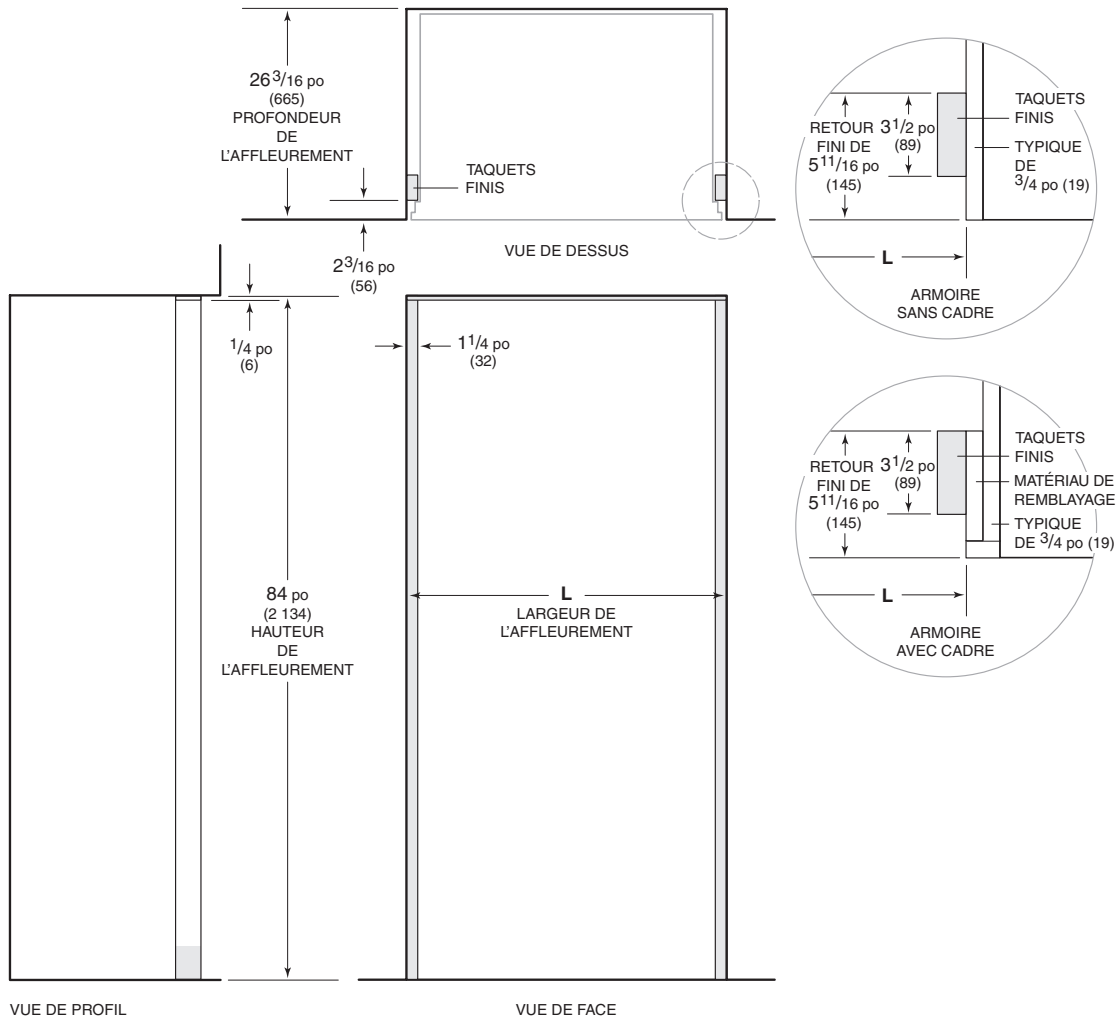 26 3/16 po
(665)
PROFONDEUR
DE
L'AFFLEUREMENT
TAQUETS
FINIS
VUE DE DESSUS
2 3/16 po
(56)
1/4 po
(6)
1 1/4 po
(32)
84 po
(2 134)
HAUTEUR
DE
L'AFFLEUREMENT
L
LARGEUR DE
L'AFFLEUREMENT
VUE DE PROFIL
VUE DE FACE
RETOUR
FINI DE
5 11/16 po
(145)
3 1/2 po
(89)
TAQUETS
FINIS
TYPIQUE
DE
3/4 po (19)
L
ARMOIRE
SANS CADRE
RETOUR
FINI DE
5 11/16 po
(145)
3 1/2 po
(89)
TAQUETS
FINIS
MATÉRIAU DE
REMBLAYAGE
TYPIQUE
DE 3/4 po (19)
L
ARMOIRE
AVEC CADRE